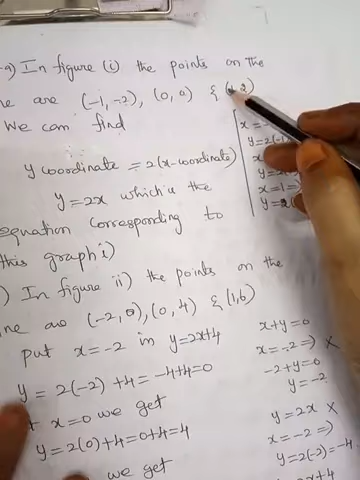 In figure (i) the points on the
are (-1,-2), (0,0) & (1,2)
We can find
y coordinate = 2(x-coordinate)
y = 2x which is the
equation corresponding to
this graph i)
) In figure ii) the points on the
are (-2,0), (0,4) & (1,6)
put x=-2 in y=2x+4
y = 2(-2) +4 = -4+4=0
x=0 we get
y = 2(0)+4=0+4=4
we get
x=1 =)
x+y=0
x=-2 =) ×
-2+y=0
y=-2
y=2x ×
x=-2 =)
y=2(-2)=-4